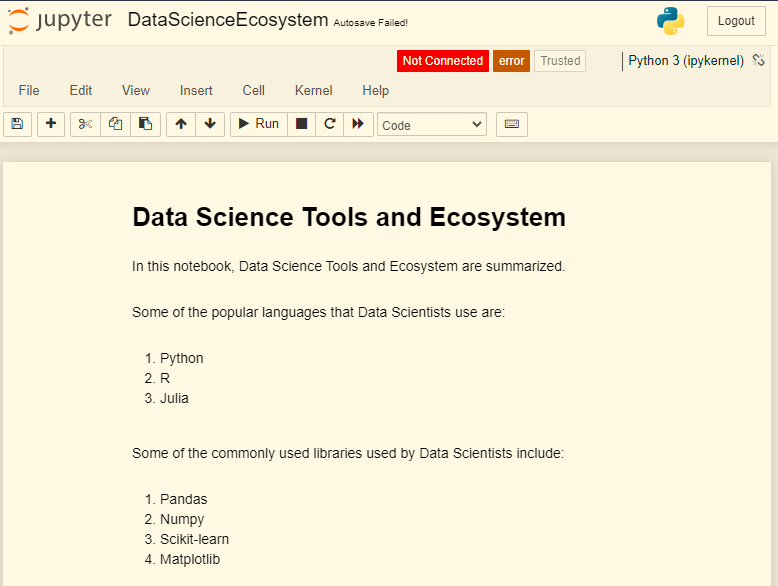 jupyter DataScienceEcosystem Autosave Failed! Logout
Not Connected error Trusted Python 3 (ipykernel)
File Edit View Insert Cell Kernel Help
Run Code
Data Science Tools and Ecosystem
In this notebook, Data Science Tools and Ecosystem are summarized.
Some of the popular languages that Data Scientists use are:
1. Python
2. R
3. Julia
Some of the commonly used libraries used by Data Scientists include:
1. Pandas
2. Numpy
3. Scikit-learn
4. Matplotlib